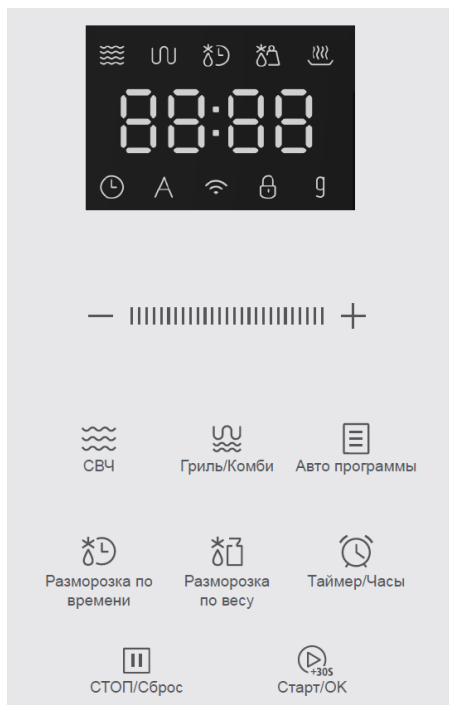 88:88
A
g
СВЧ
Гриль/Комби
Авто программы
Разморозка по
времени
Разморозка
по весу
Таймер/Часы
+30S
СТОП/Сброс
Старт/OK